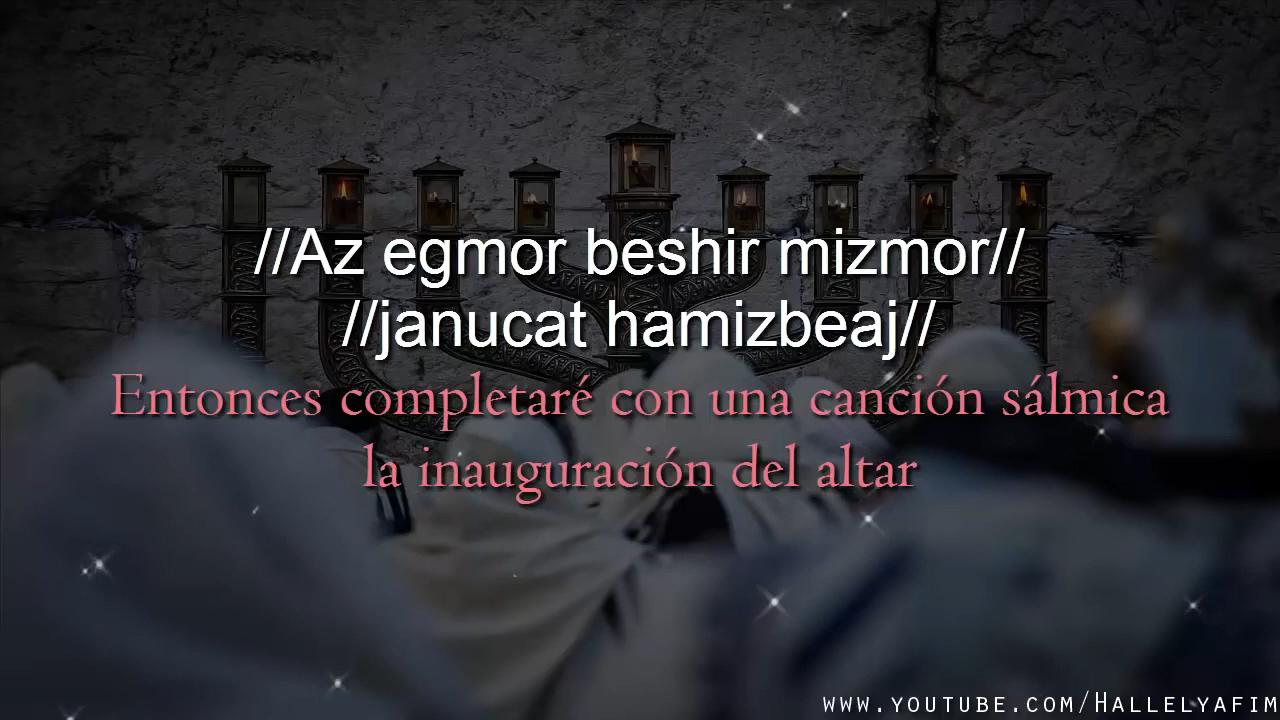 //Az egmor beshir mizmor//
//janucat hamizbeaj//
Entonces completaré con una canción sálmica
la inauguración del altar
www.youtube.com/Hallelyafim